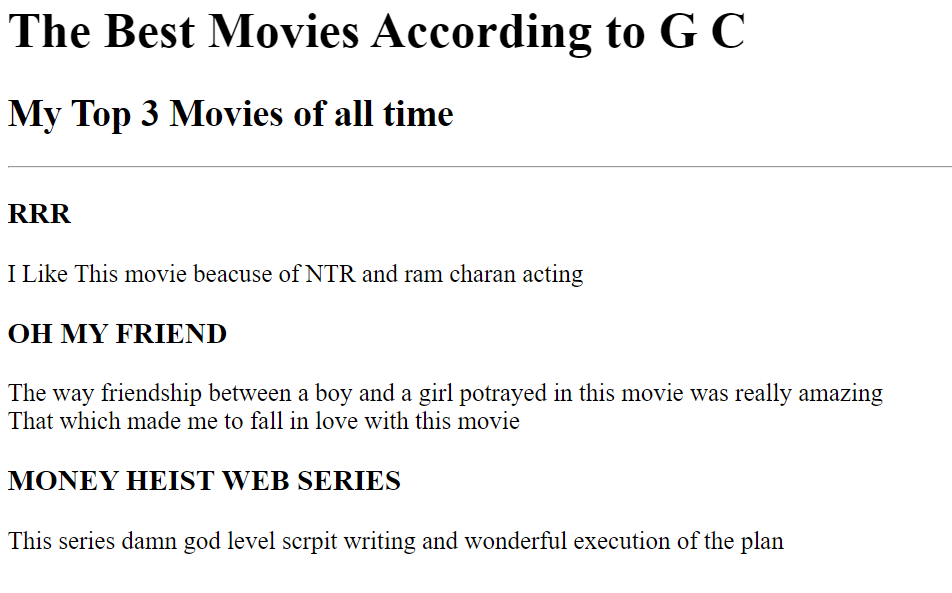 The Best Movies According to G C
My Top 3 Movies of all time
RRR
I Like This movie beacuse of NTR and ram charan acting
OH MY FRIEND
The way friendship between a boy and a girl potrayed in this movie was really amazing
That which made me to fall in love with this movie
MONEY HEIST WEB SERIES
This series damn god level scrpit writing and wonderful execution of the plan